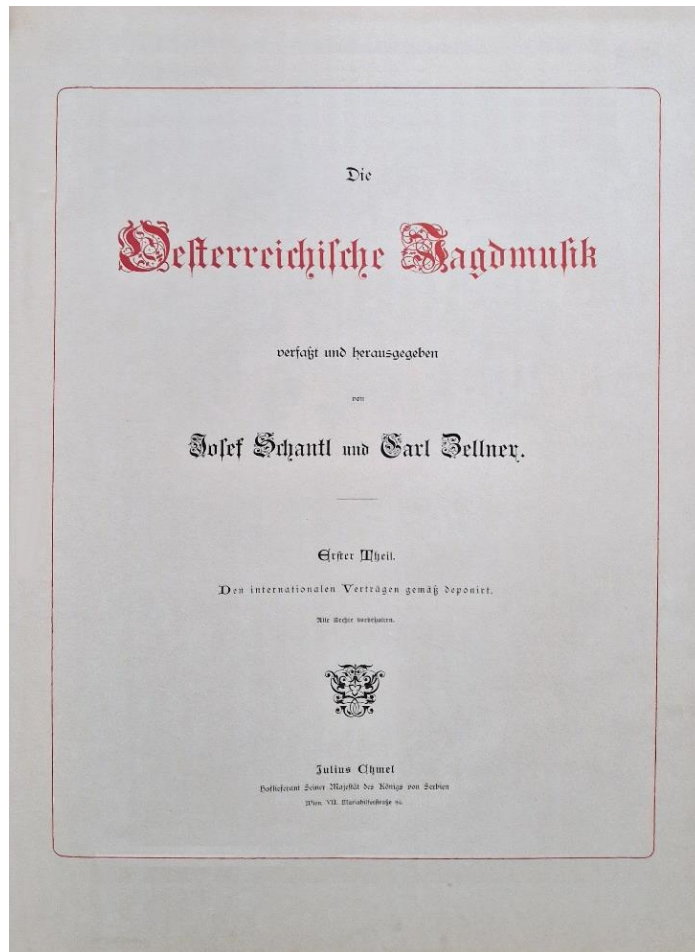 Die
Oesterreichische Jagdmusik
verfaßt und herausgegeben
von
Josef Schantl und Carl Zellner.
Erster Theil.
Den internationalen Verträgen gemäß deponirt.
Alle Rechte vorbehalten.
Julius Chmel
Hoflieferant Seiner Majestät des Königs von Serbien
Wien, VII. Mariahilferstraße